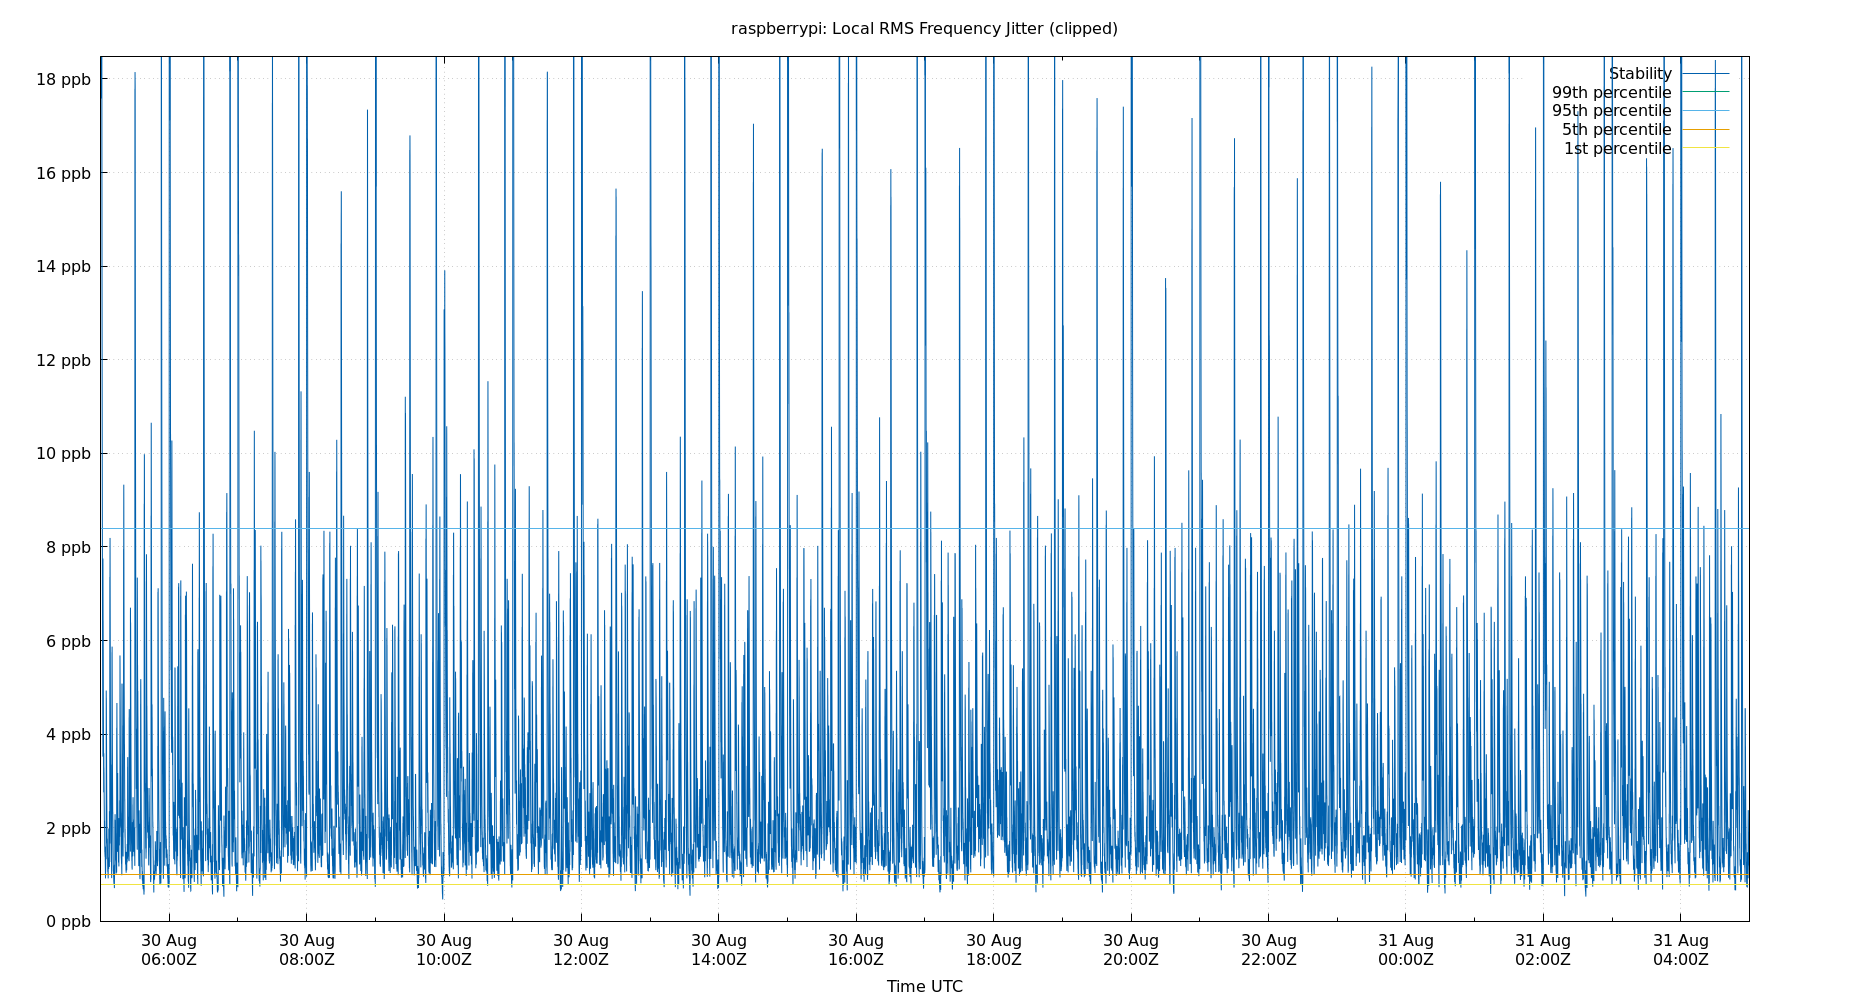 raspberrypi: Local RMS Frequency Jitter (clipped)
18 ppb
16 ppb
14 ppb
12 ppb
10 ppb
8 ppb
6 ppb
4 ppb
2 ppb
0 ppb
Stability
99th percentile
95th percentile
5th percentile
1st percentile
30 Aug 30 Aug 30 Aug 30 Aug 30 Aug 30 Aug 30 Aug 30 Aug 30 Aug 31 Aug 31 Aug 31 Aug
06:00Z 08:00Z 10:00Z 12:00Z 14:00Z 16:00Z 18:00Z 20:00Z 22:00Z 00:00Z 02:00Z 04:00Z
Time UTC